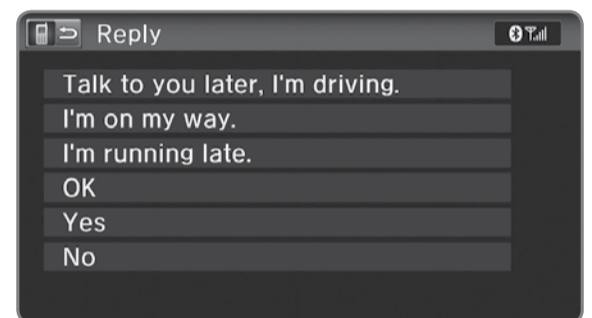 Reply
Talk to you later, I'm driving.
I'm on my way.
I'm running late.
OK
Yes
No